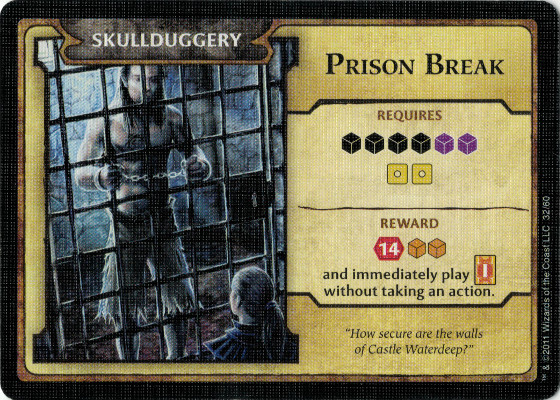 SKULLDUGGERY
PRISON BREAK
REQUIRES
REWARD
14
and immediately play
without taking an action.
"How secure are the walls
of Castle Waterdeep?"
™ & ©2011 Wizards of the Coast LLC 32/60